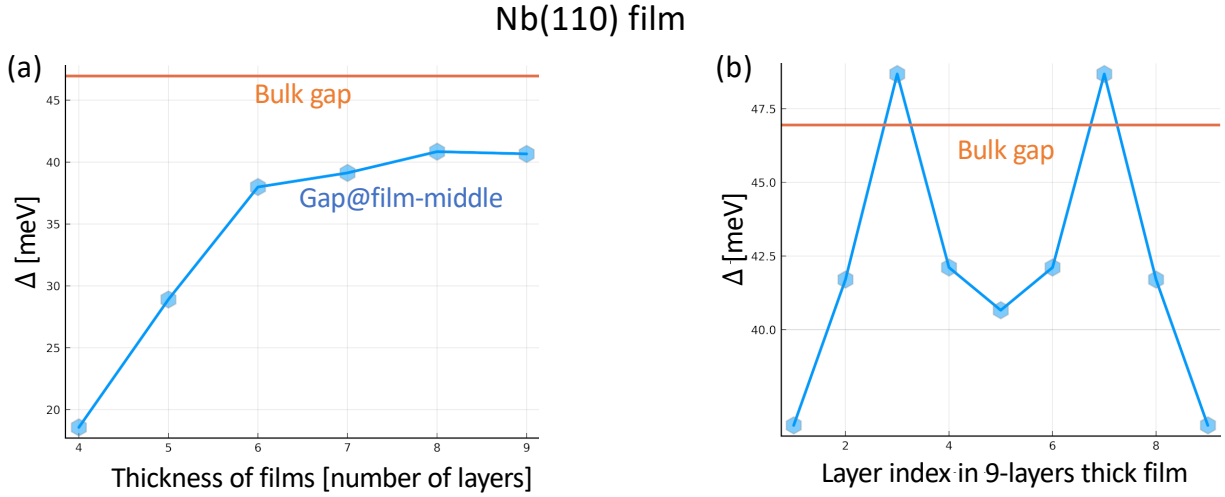 Nb(110) film
(a)
Bulk gap
Gap@film-middle
Δ [meV]
45
40
35
30
25
20
4 5 6 7 8 9
Thickness of films [number of layers]
(b)
Bulk gap
Δ [meV]
47.5
45.0
42.5
40.0
2 4 6 8
Layer index in 9-layers thick film